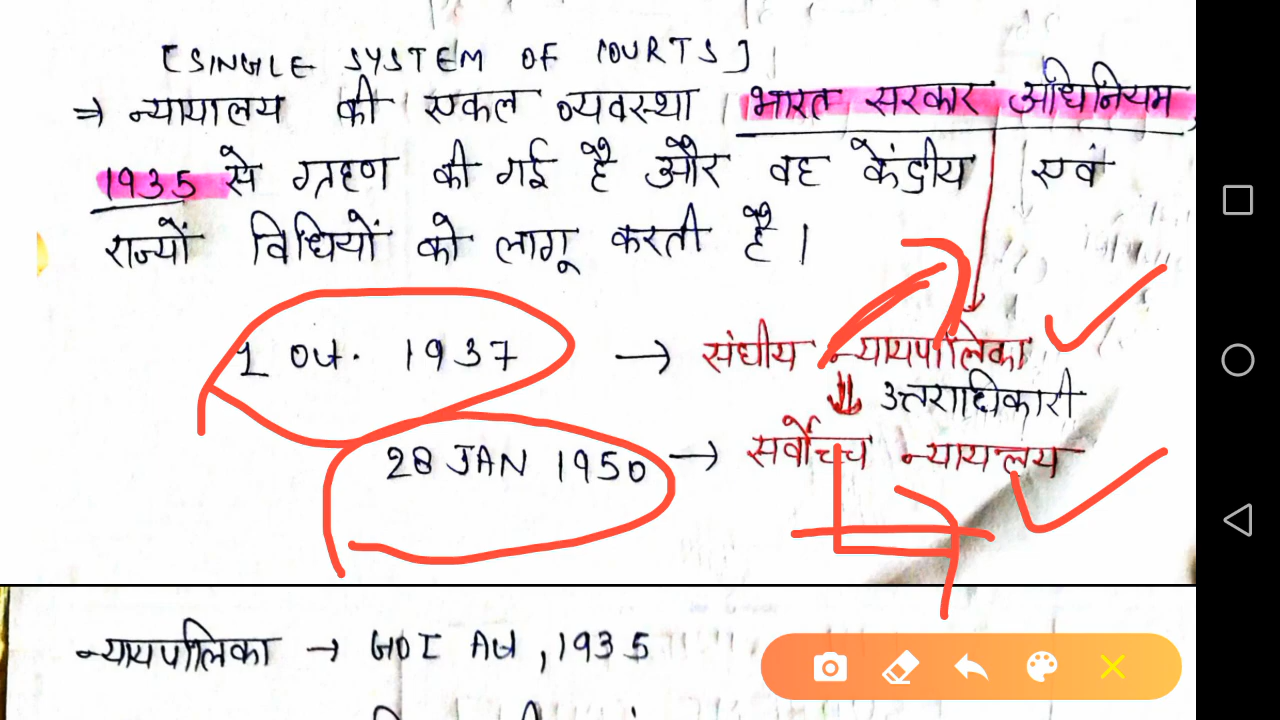 [SINGLE SYSTEM OF COURTS]
⇒ न्यायालय की एकल व्यवस्था भारत सरकार अधिनियम,
1935 से ग्रहण की गई है और वह केंद्रीय एवं
राज्यों विधियों को लागू करती है।
1 Oct. 1937 → संघीय न्यायपालिका
उत्तराधिकारी
28 JAN 1950 → सर्वोच्च न्यायलय
न्यायपालिका → GOI Act, 1935